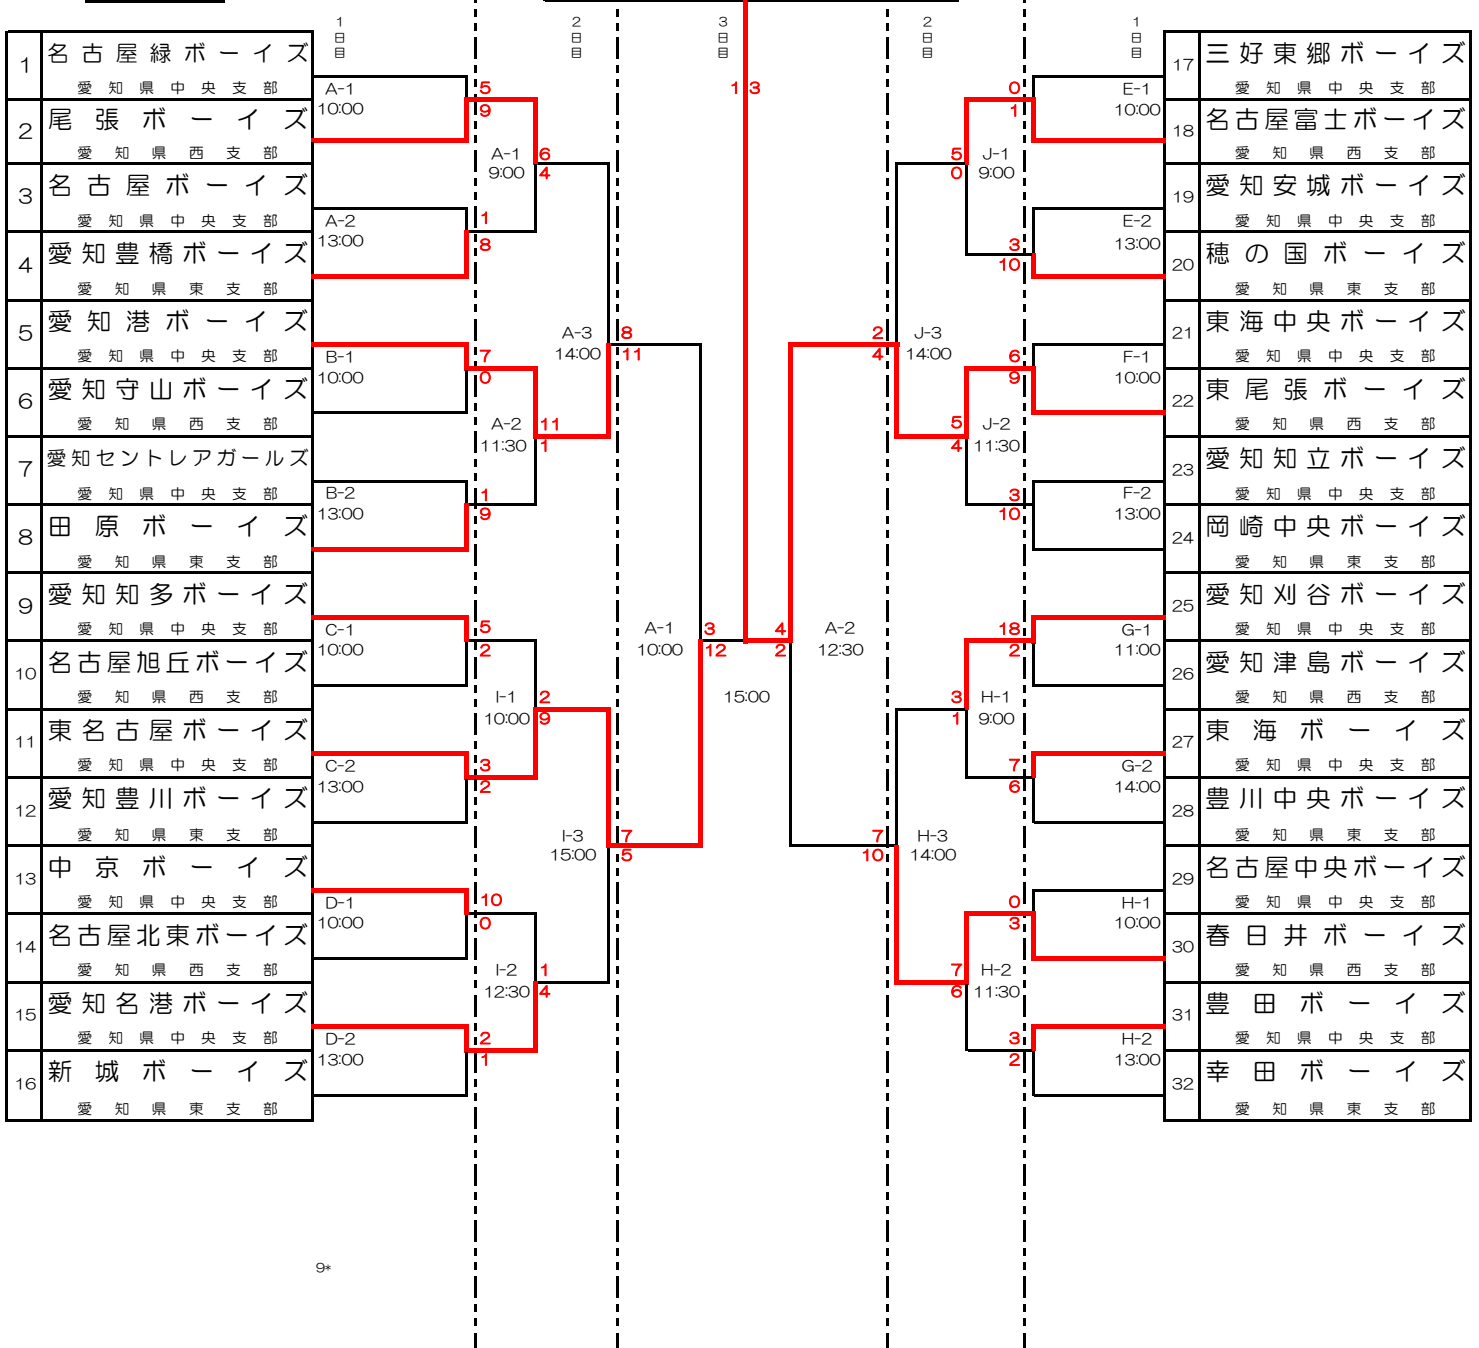 1日目
2日目
3日目
2日目
1日目
1 名古屋緑ボーイズ
愛知県中央支部
2 尾張ボーイズ
愛知県西支部
3 名古屋ボーイズ
愛知県中央支部
4 愛知豊橋ボーイズ
愛知県東支部
5 愛知港ボーイズ
愛知県中央支部
6 愛知守山ボーイズ
愛知県西支部
7 愛知セントレアガールズ
愛知県中央支部
8 田原ボーイズ
愛知県東支部
9 愛知知多ボーイズ
愛知県中央支部
10 名古屋旭丘ボーイズ
愛知県西支部
11 東名古屋ボーイズ
愛知県中央支部
12 愛知豊川ボーイズ
愛知県東支部
13 中京ボーイズ
愛知県中央支部
14 名古屋北東ボーイズ
愛知県西支部
15 愛知名港ボーイズ
愛知県中央支部
16 新城ボーイズ
愛知県東支部
A-1
10:00
5
9
A-2
13:00
1
8
B-1
10:00
7
0
B-2
13:00
1
9
C-1
10:00
5
2
C-2
13:00
3
2
D-1
10:00
10
0
D-2
13:00
2
1
A-1
9:00
6
4
A-2
11:30
11
1
I-1
10:00
2
9
I-2
12:30
1
4
A-3
14:00
8
11
I-3
15:00
7
5
A-1
10:00
3
12
1 3
15:00
4
2
A-2
12:30
2
4
J-3
14:00
7
10
H-3
14:00
5
0
J-1
9:00
5
4
J-2
11:30
3
1
H-1
9:00
7
6
H-2
11:30
0
1
E-1
10:00
3
10
E-2
13:00
6
9
F-1
10:00
3
10
F-2
13:00
18
2
G-1
11:00
7
6
G-2
14:00
0
3
H-1
10:00
3
2
H-2
13:00
17 三好東郷ボーイズ
愛知県中央支部
18 名古屋富士ボーイズ
愛知県西支部
19 愛知安城ボーイズ
愛知県中央支部
20 穂の国ボーイズ
愛知県東支部
21 東海中央ボーイズ
愛知県中央支部
22 東尾張ボーイズ
愛知県西支部
23 愛知知立ボーイズ
愛知県中央支部
24 岡崎中央ボーイズ
愛知県東支部
25 愛知刈谷ボーイズ
愛知県中央支部
26 愛知津島ボーイズ
愛知県西支部
27 東海ボーイズ
愛知県中央支部
28 豊川中央ボーイズ
愛知県東支部
29 名古屋中央ボーイズ
愛知県中央支部
30 春日井ボーイズ
愛知県西支部
31 豊田ボーイズ
愛知県中央支部
32 幸田ボーイズ
愛知県東支部
9*